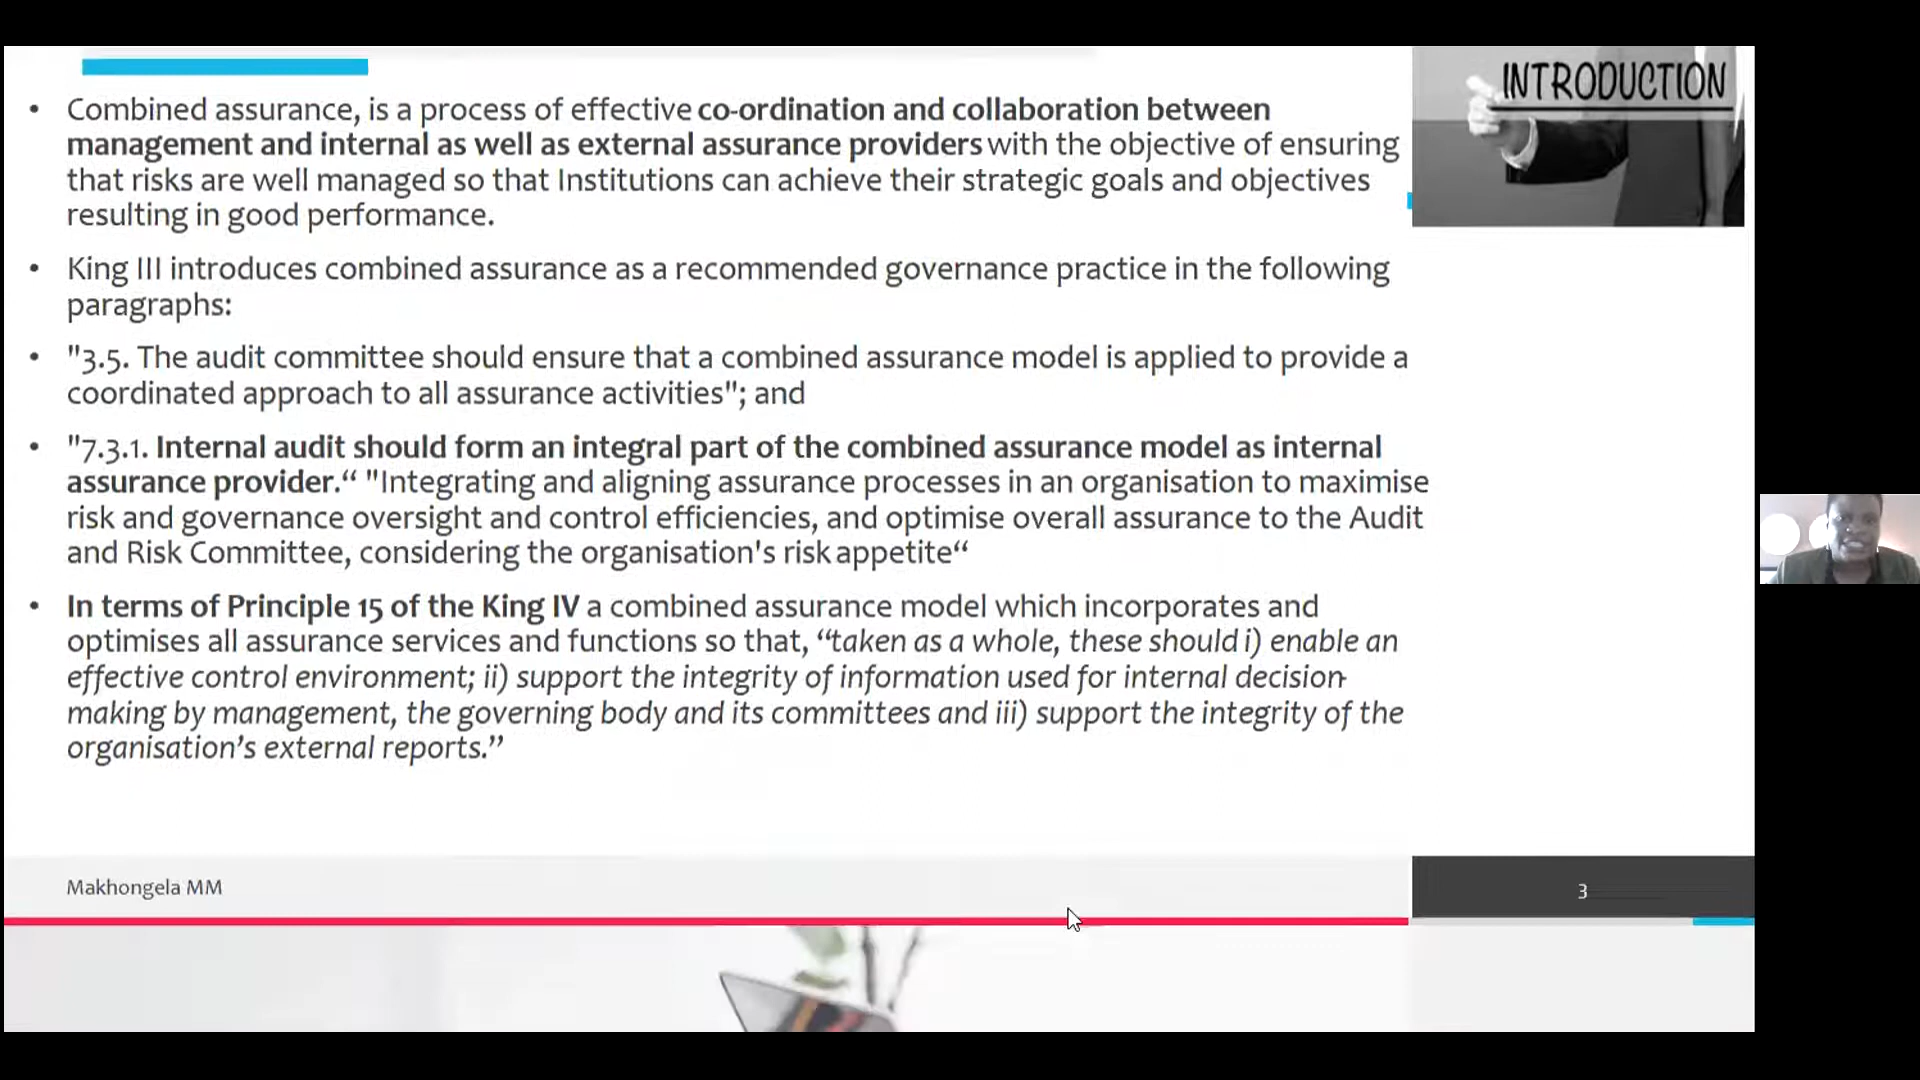 INTRODUCTION
• Combined assurance, is a process of effective co-ordination and collaboration between
management and internal as well as external assurance providers with the objective of ensuring
that risks are well managed so that Institutions can achieve their strategic goals and objectives
resulting in good performance.
• King III introduces combined assurance as a recommended governance practice in the following
paragraphs:
• "3.5. The audit committee should ensure that a combined assurance model is applied to provide a
coordinated approach to all assurance activities"; and
• "7.3.1. Internal audit should form an integral part of the combined assurance model as internal
assurance provider.“ "Integrating and aligning assurance processes in an organisation to maximise
risk and governance oversight and control efficiencies, and optimise overall assurance to the Audit
and Risk Committee, considering the organisation's risk appetite“
• In terms of Principle 15 of the King IV a combined assurance model which incorporates and
optimises all assurance services and functions so that, “taken as a whole, these should i) enable an
effective control environment; ii) support the integrity of information used for internal decision-
making by management, the governing body and its committees and iii) support the integrity of the
organisation’s external reports.”
Makhongela MM
3